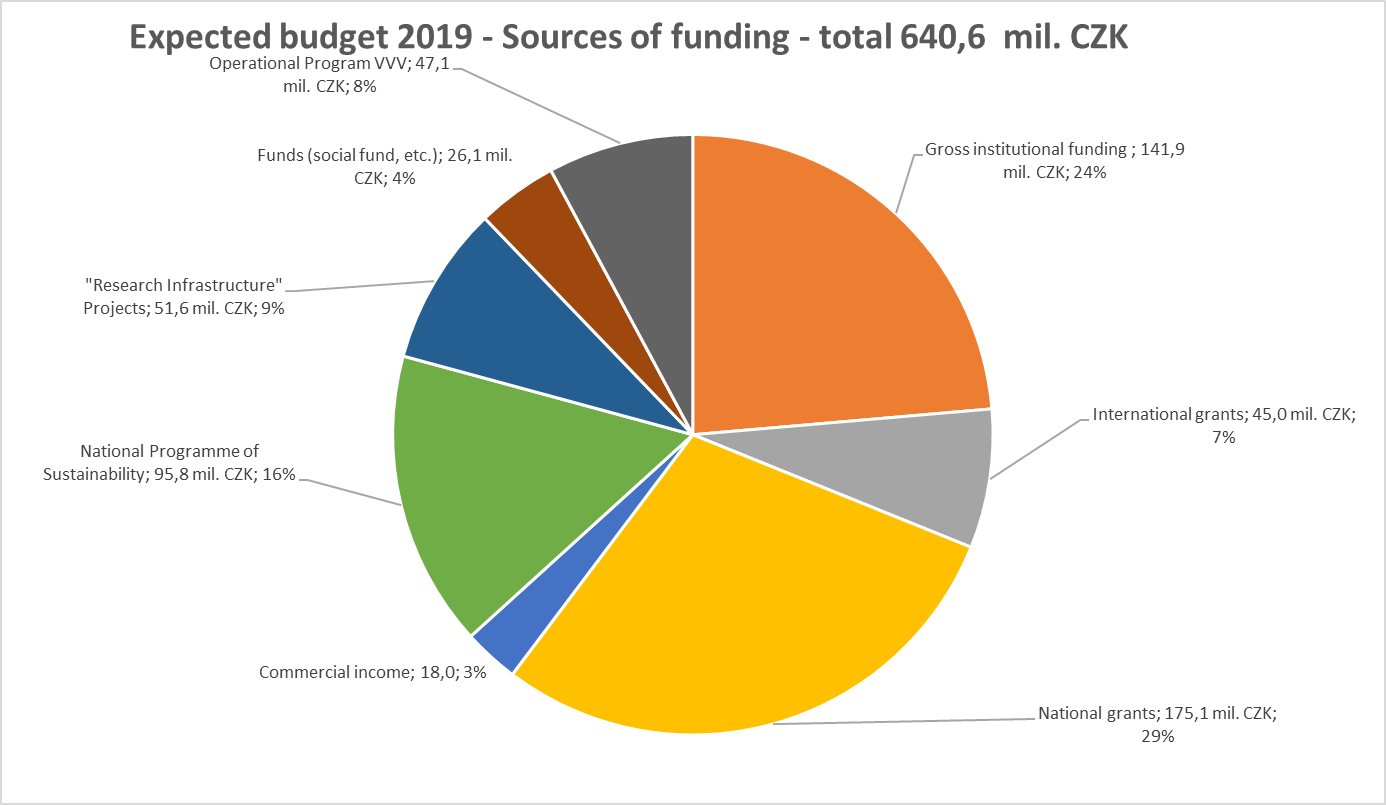 Expected budget 2019 - Sources of funding - total 640,6 mil. CZK
Operational Program VVV; 47,1
mil. CZK; 8%
Funds (social fund, etc.); 26,1 mil.
CZK; 4%
Gross institutional funding ; 141,9
mil. CZK; 24%
"Research Infrastructure"
Projects; 51,6 mil. CZK; 9%
International grants; 45,0 mil. CZK;
7%
National Programme of
Sustainability; 95,8 mil. CZK; 16%
Commercial income; 18,0; 3%
National grants; 175,1 mil. CZK;
29%